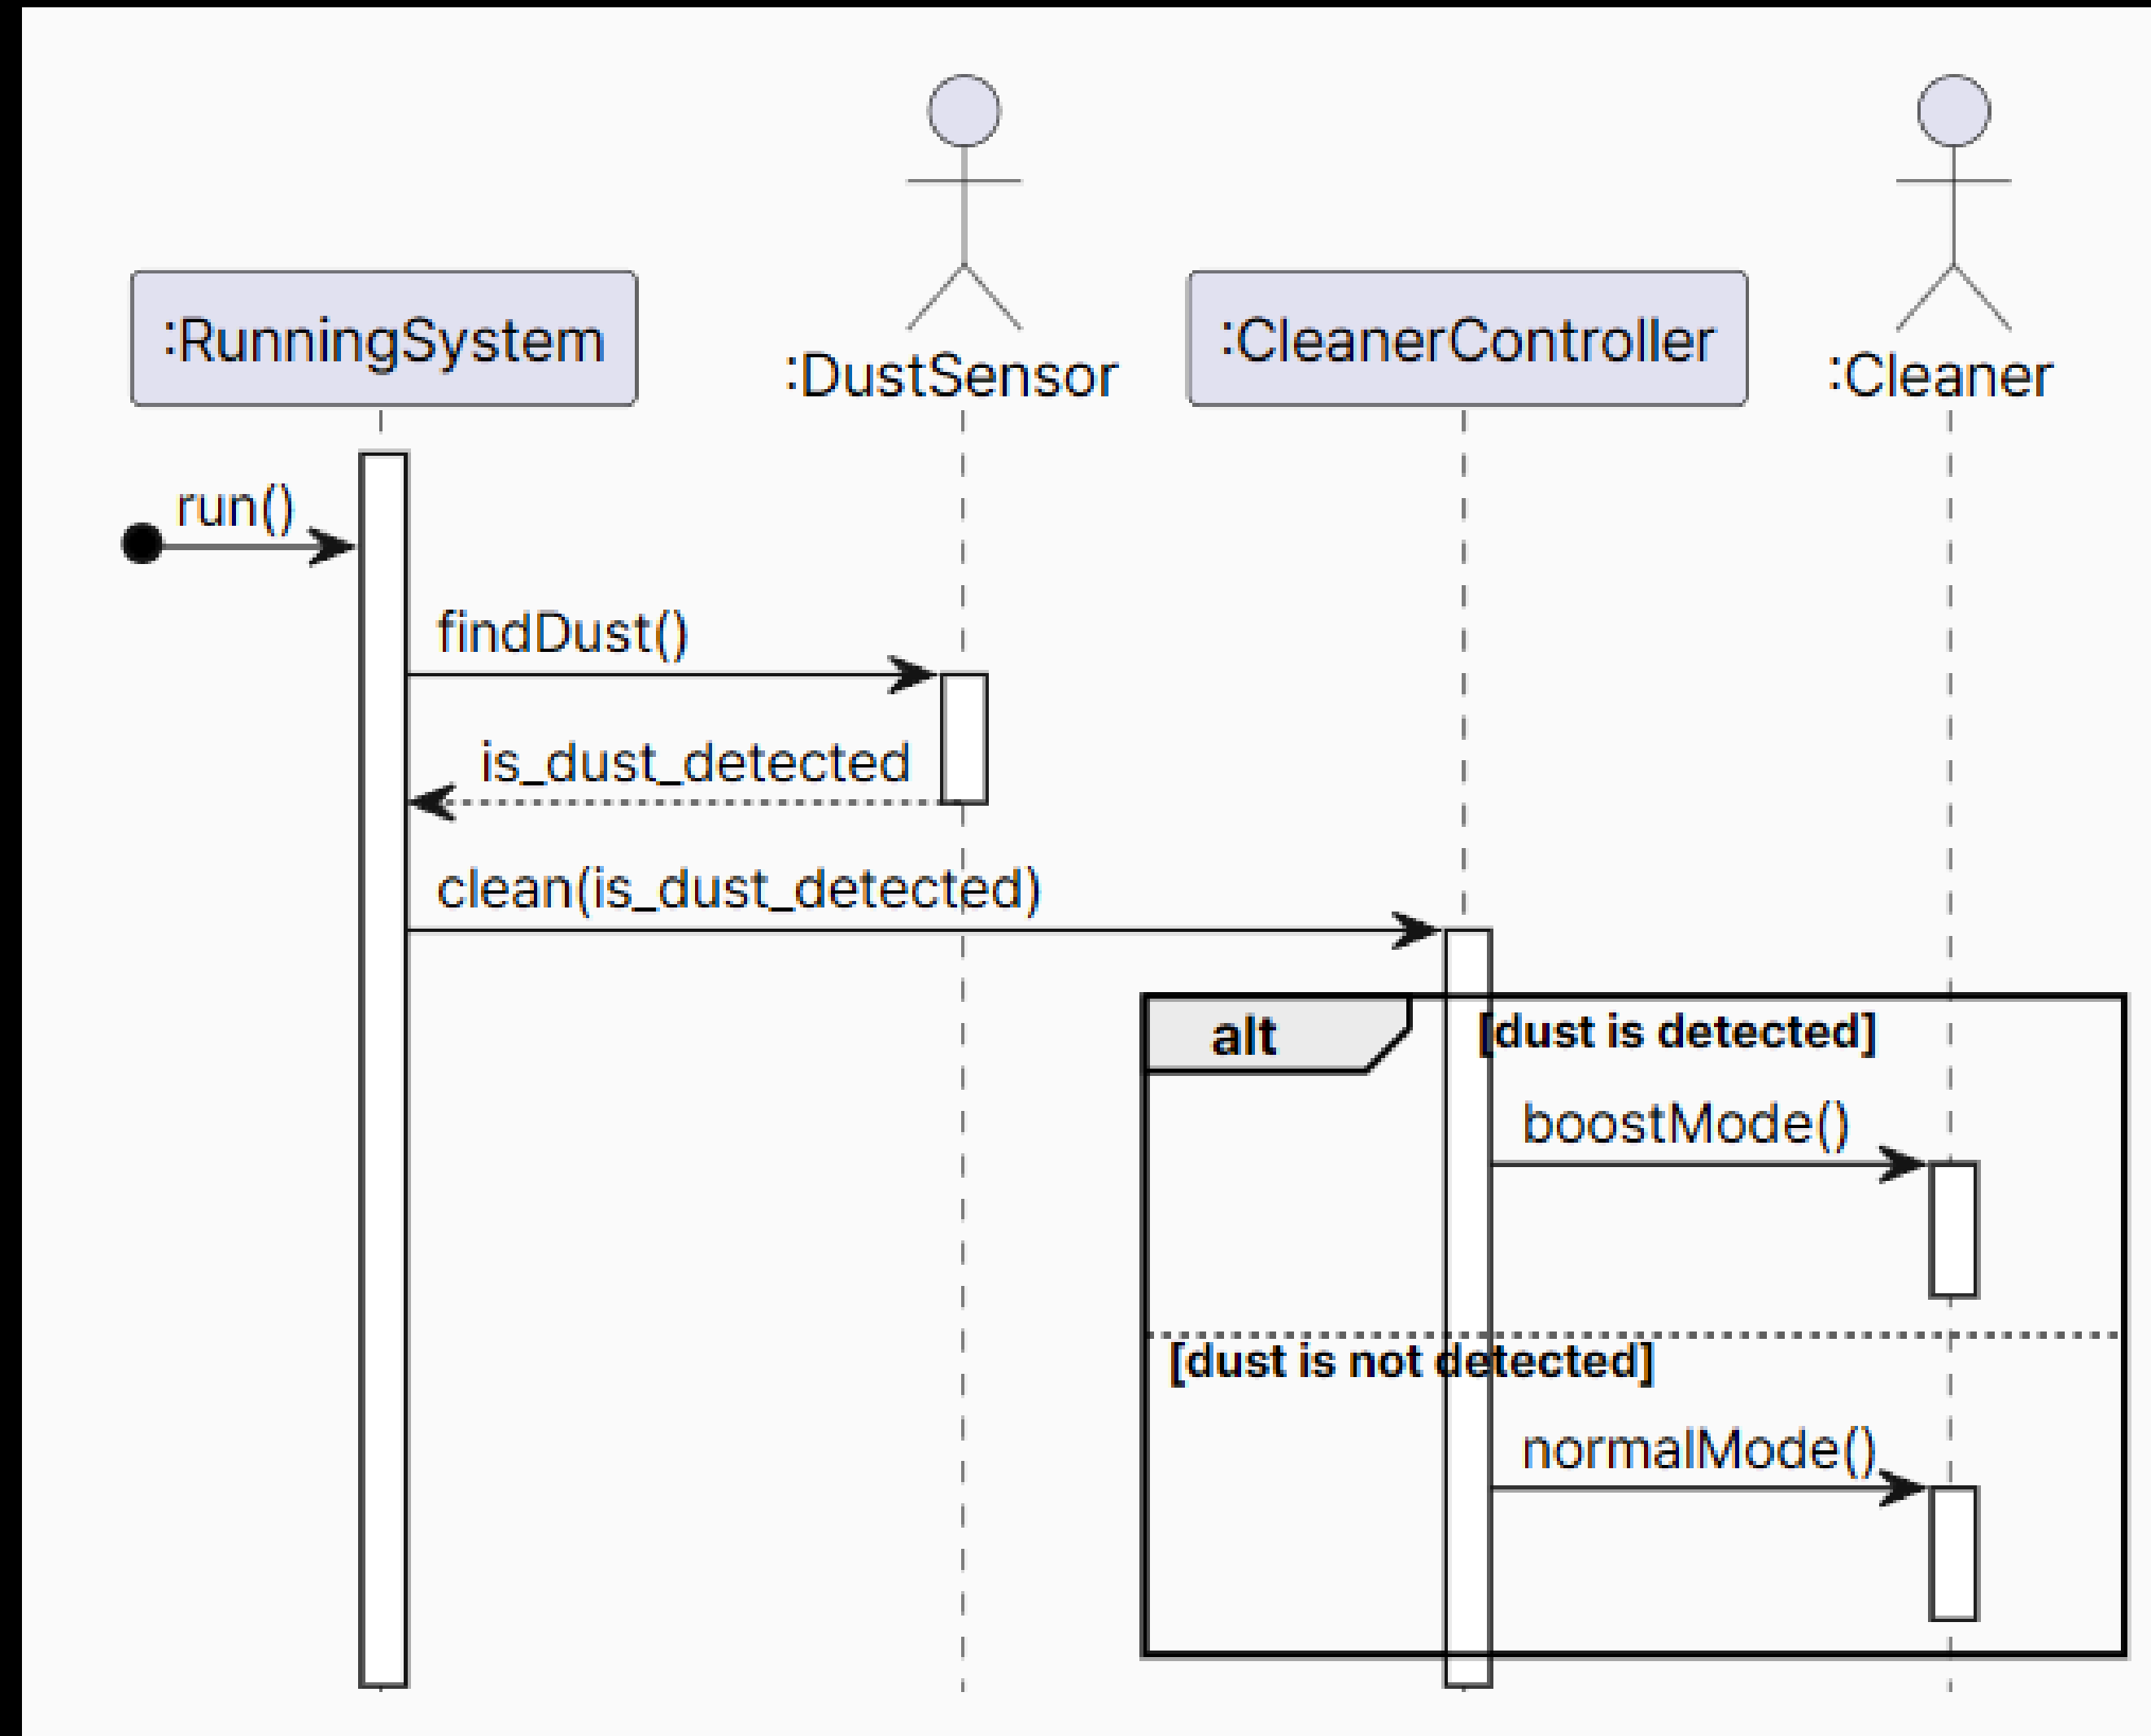 :RunningSystem
:DustSensor
:CleanerController
:Cleaner
run()
findDust()
is_dust_detected
clean(is_dust_detected)
alt
[dust is detected]
boostMode()
[dust is not detected]
normalMode()